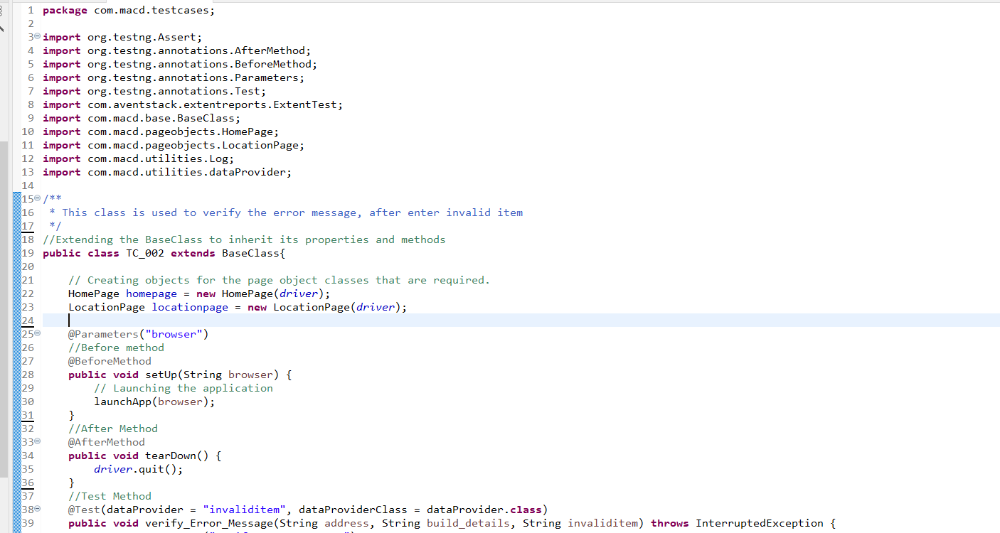 1 package com.macd.testcases;
2
3 import org.testng.Assert;
4 import org.testng.annotations.AfterMethod;
5 import org.testng.annotations.BeforeMethod;
6 import org.testng.annotations.Parameters;
7 import org.testng.annotations.Test;
8 import com.aventstack.extentreports.ExtentTest;
9 import com.macd.base.BaseClass;
10 import com.macd.pageobjects.HomePage;
11 import com.macd.pageobjects.LocationPage;
12 import com.macd.utilities.Log;
13 import com.macd.utilities.dataProvider;
14
15 /**
16  * This class is used to verify the error message, after enter invalid item
17  */
18 //Extending the BaseClass to inherit its properties and methods
19 public class TC_002 extends BaseClass{
20
21     // Creating objects for the page object classes that are required.
22     HomePage homepage = new HomePage(driver);
23     LocationPage locationpage = new LocationPage(driver);
24
25     @Parameters("browser")
26     //Before method
27     @BeforeMethod
28     public void setUp(String browser) {
29         // Launching the application
30         launchApp(browser);
31     }
32     //After Method
33     @AfterMethod
34     public void tearDown() {
35         driver.quit();
36     }
37     //Test Method
38     @Test(dataProvider = "invaliditem", dataProviderClass = dataProvider.class)
39     public void verify_Error_Message(String address, String build_details, String invaliditem) throws InterruptedException {